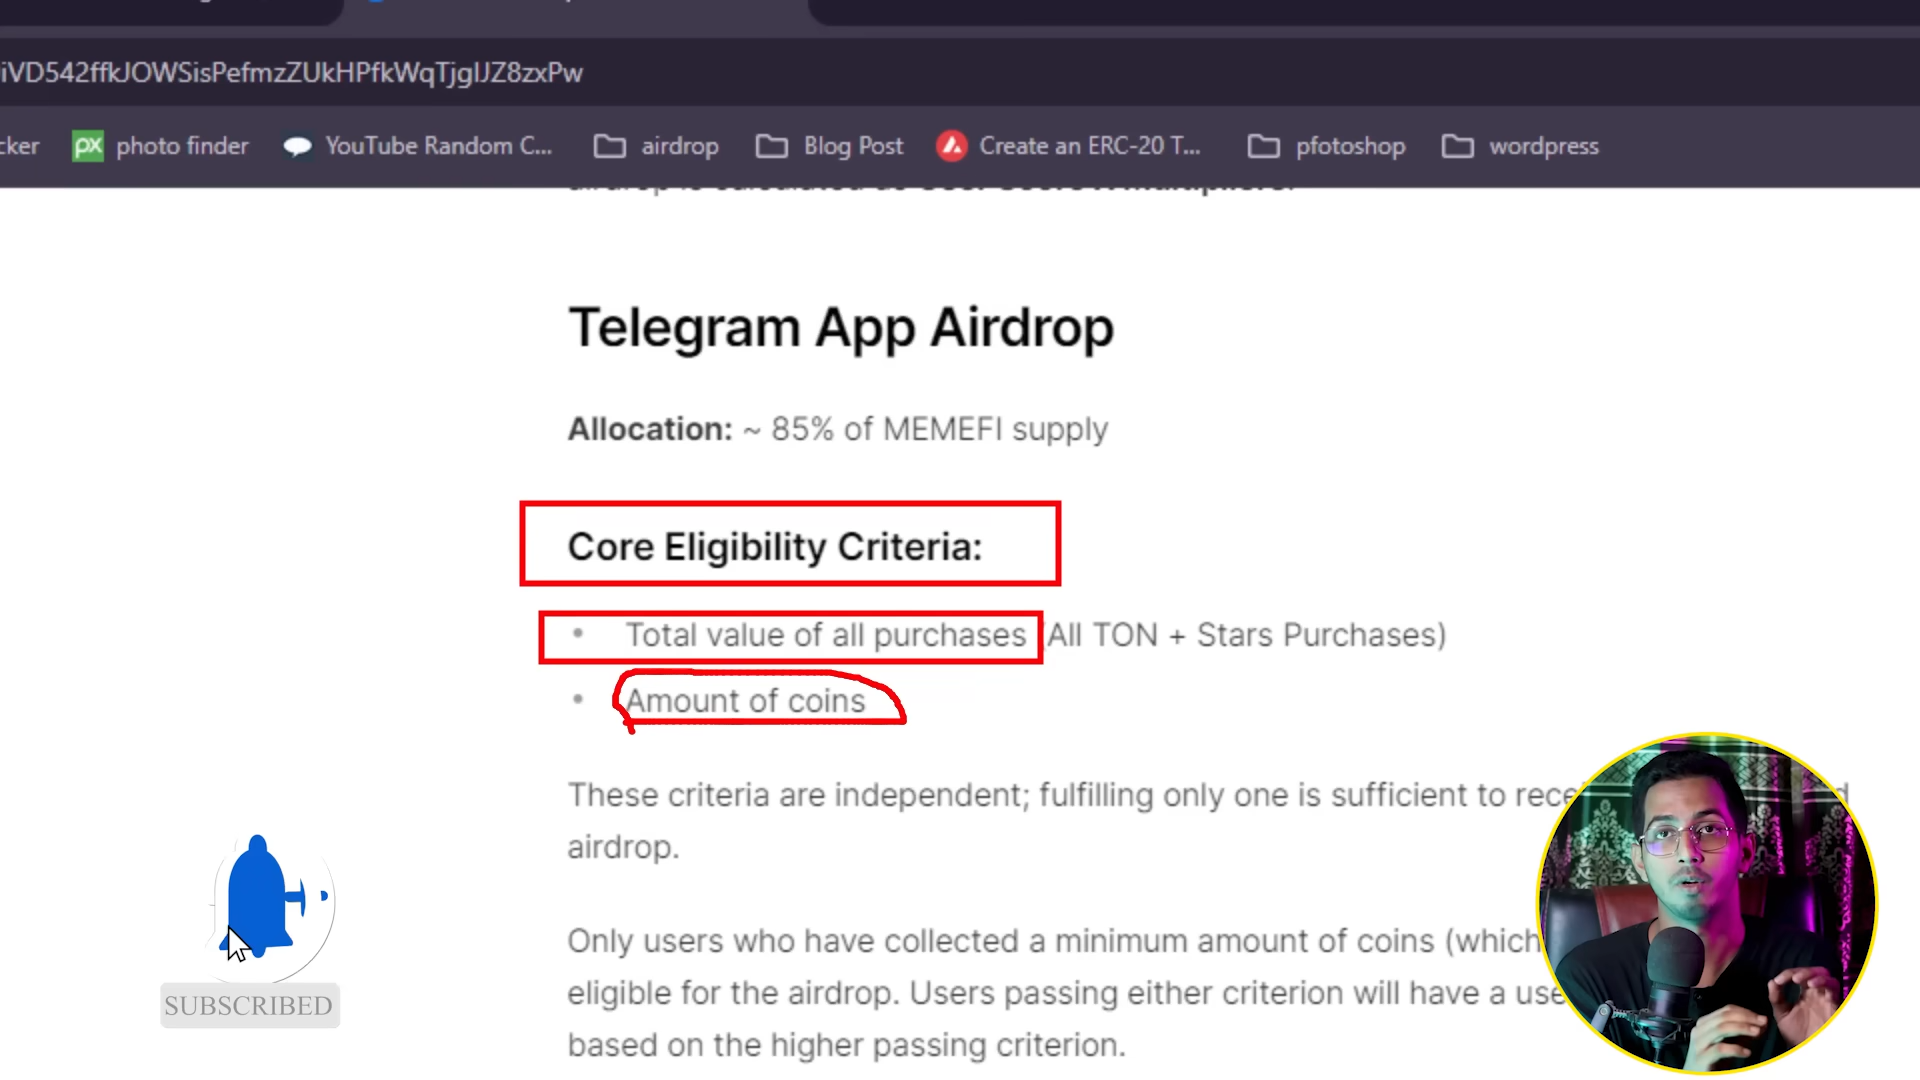 iVD542ffkJOWSisPefmzZUkHPfkWqTjglJZ8zxPw
cker photo finder YouTube Random C... airdrop Blog Post Create an ERC-20 T... pfotoshop wordpress
Telegram App Airdrop
Allocation: ~ 85% of MEMEFI supply
Core Eligibility Criteria:
• Total value of all purchases (All TON + Stars Purchases)
• Amount of coins
These criteria are independent; fulfilling only one is sufficient to rece
airdrop.
Only users who have collected a minimum amount of coins (which
eligible for the airdrop. Users passing either criterion will have a use
based on the higher passing criterion.
SUBSCRIBED